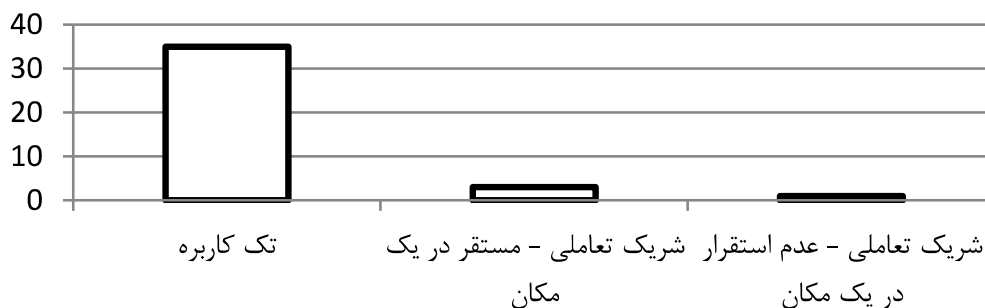 40
30
20
10
0
تک کاربره
شریک تعاملی - مستقر در یک
مکان
شریک تعاملی - عدم استقرار
در یک مکان